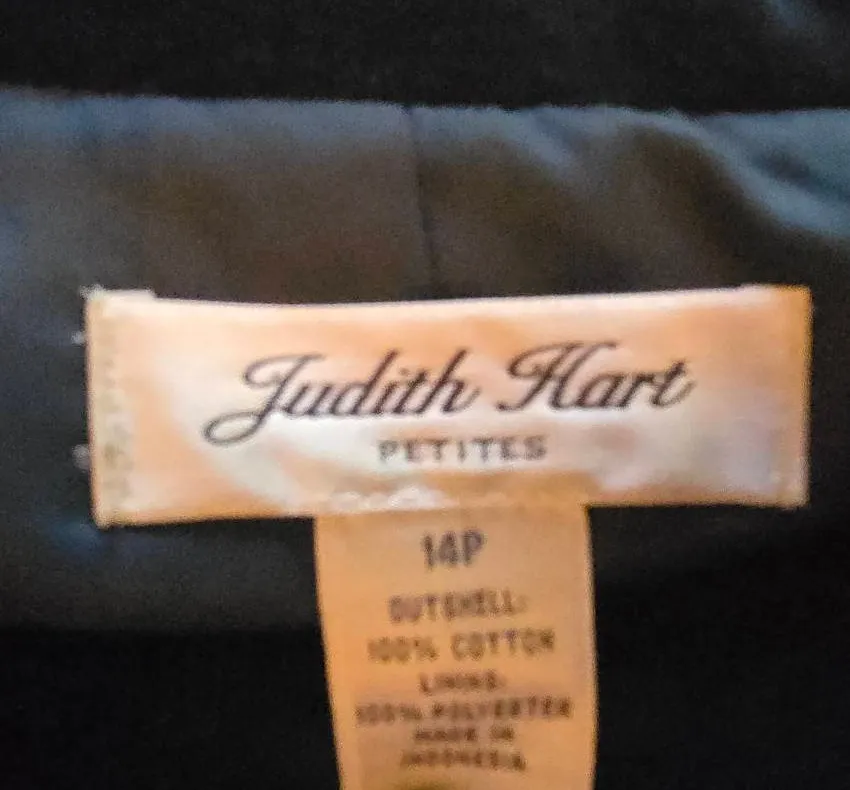 Judith Hart
PETITES
14P
OUTSHELL:
100% COTTON
LINING:
100% POLYESTER
MADE IN
INDONESIA